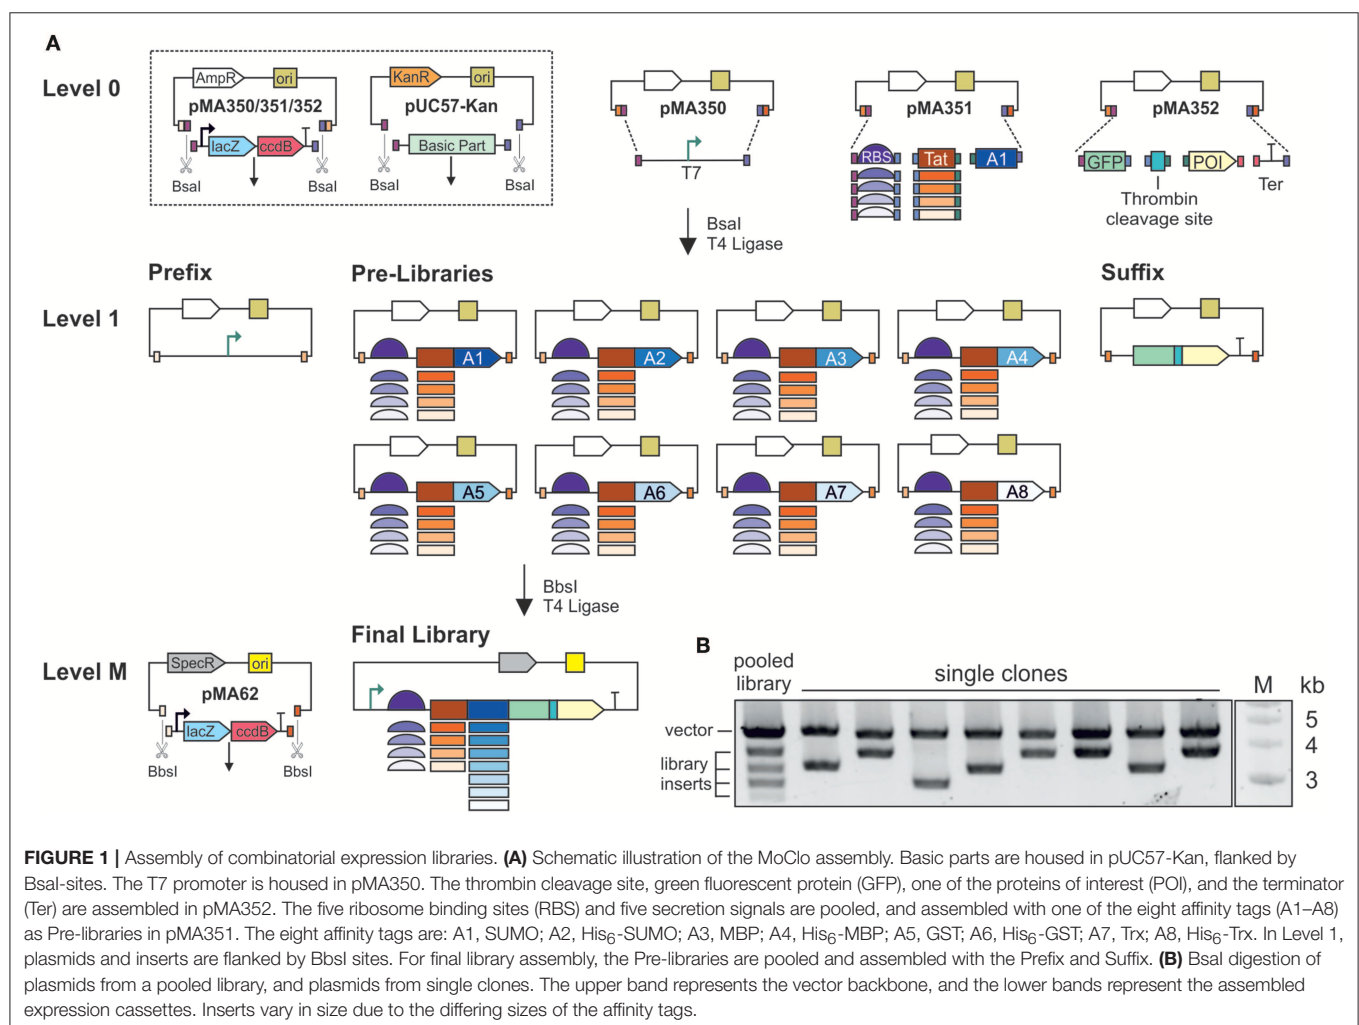 A
Level 0
AmpR
ori
pMA350/351/352
lacZ
ccdB
BsaI
BsaI
KanR
ori
pUC57-Kan
Basic Part
BsaI
BsaI
pMA350
T7
pMA351
RBS
Tat
A1
pMA352
GFP
POI
Ter
Thrombin
cleavage site
BsaI
T4 Ligase
Prefix
Pre-Libraries
Suffix
Level 1
A1
A2
A3
A4
A5
A6
A7
A8
BbsI
T4 Ligase
Final Library
Level M
SpecR
ori
pMA62
lacZ
ccdB
BbsI
BbsI
B
pooled
library
single clones
M
kb
vector
library
inserts
5
4
3
FIGURE 1 | Assembly of combinatorial expression libraries. (A) Schematic illustration of the MoClo assembly. Basic parts are housed in pUC57-Kan, flanked by
BsaI-sites. The T7 promoter is housed in pMA350. The thrombin cleavage site, green fluorescent protein (GFP), one of the proteins of interest (POI), and the terminator
(Ter) are assembled in pMA352. The five ribosome binding sites (RBS) and five secretion signals are pooled, and assembled with one of the eight affinity tags (A1–A8)
as Pre-libraries in pMA351. The eight affinity tags are: A1, SUMO; A2, His6-SUMO; A3, MBP; A4, His6-MBP; A5, GST; A6, His6-GST; A7, Trx; A8, His6-Trx. In Level 1,
plasmids and inserts are flanked by BbsI sites. For final library assembly, the Pre-libraries are pooled and assembled with the Prefix and Suffix. (B) BsaI digestion of
plasmids from a pooled library, and plasmids from single clones. The upper band represents the vector backbone, and the lower bands represent the assembled
expression cassettes. Inserts vary in size due to the differing sizes of the affinity tags.